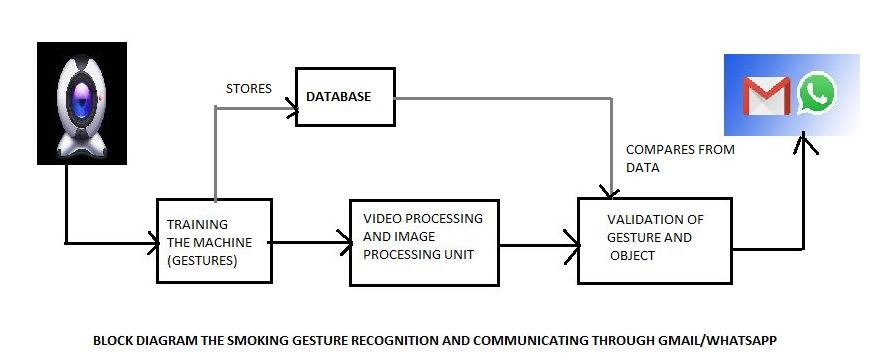 STORES
DATABASE
COMPARES FROM
DATA
TRAINING
THE MACHINE
(GESTURES)
VIDEO PROCESSING
AND IMAGE
PROCESSING UNIT
VALIDATION OF
GESTURE AND
OBJECT
BLOCK DIAGRAM THE SMOKING GESTURE RECOGNITION AND COMMUNICATING THROUGH GMAIL/WHATSAPP